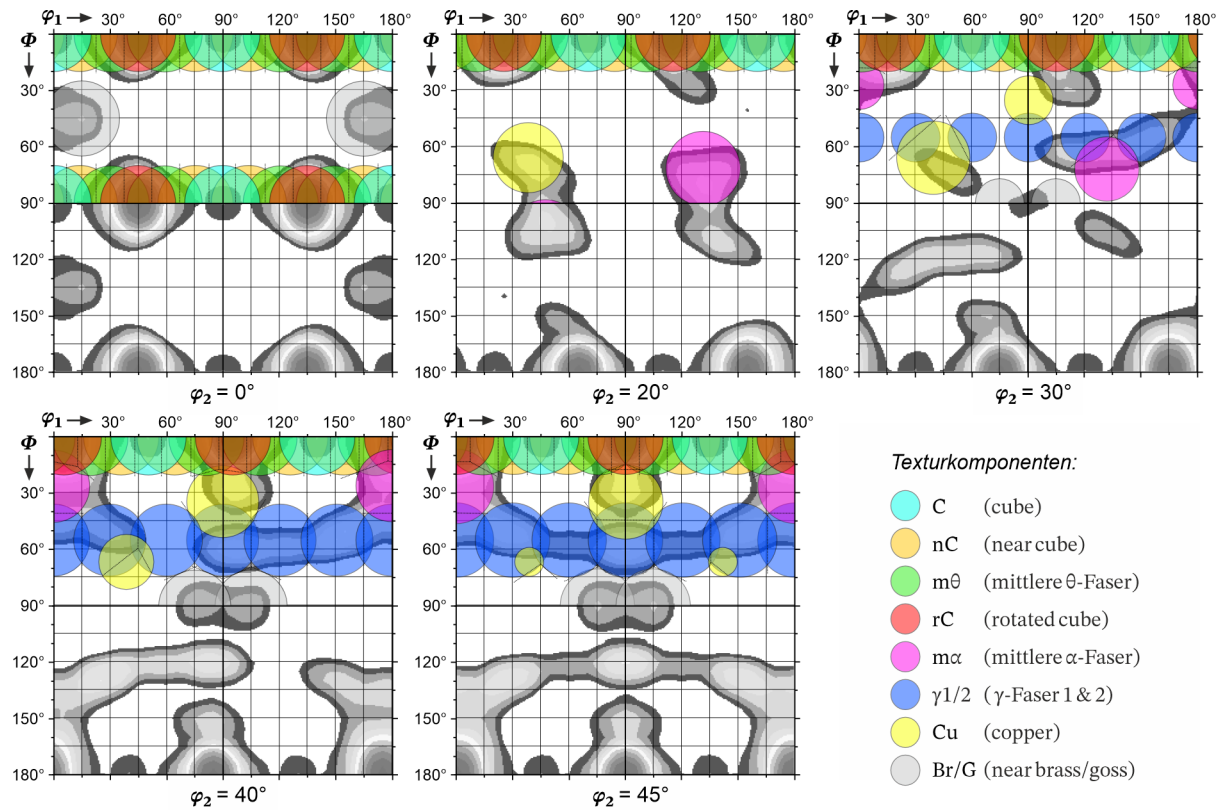 φ₁ → 30° 60° 90° 120° 150° 180°
φ₁ → 30° 60° 90° 120° 150° 180°
φ₁ → 30° 60° 90° 120° 150° 180°
Φ
↓
30°
60°
90°
120°
150°
180°
Φ
↓
30°
60°
90°
120°
150°
180°
Φ
↓
30°
60°
90°
120°
150°
180°
φ₂ = 0°
φ₂ = 20°
φ₂ = 30°
φ₁ → 30° 60° 90° 120° 150° 180°
φ₁ → 30° 60° 90° 120° 150° 180°
Φ
↓
30°
60°
90°
120°
150°
180°
Φ
↓
30°
60°
90°
120°
150°
180°
φ₂ = 40°
φ₂ = 45°
Texturkomponenten:
C (cube)
nC (near cube)
mθ (mittlere θ-Faser)
rC (rotated cube)
mα (mittlere α-Faser)
γ1/2 (γ-Faser 1 & 2)
Cu (copper)
Br/G (near brass/goss)